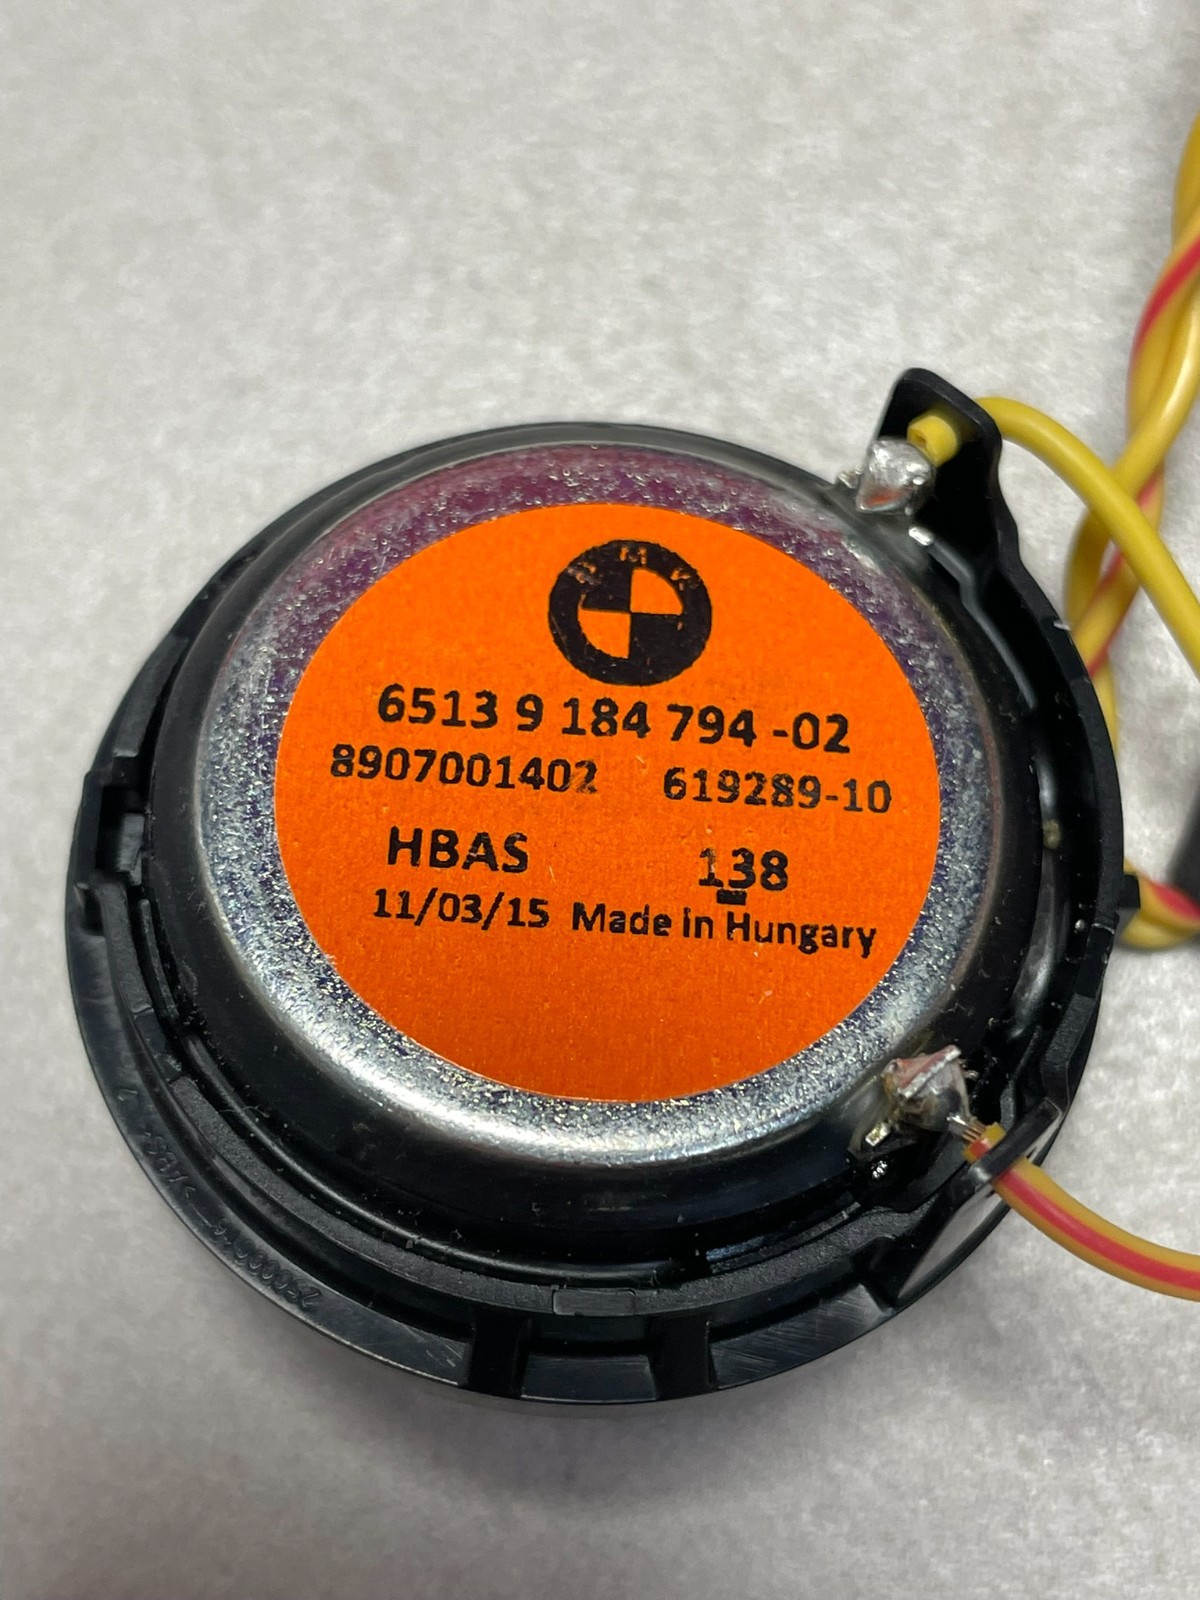 BMW
6513 9 184 794 -02
8907001402 619289-10
HBAS 138
11/03/15 Made in Hungary